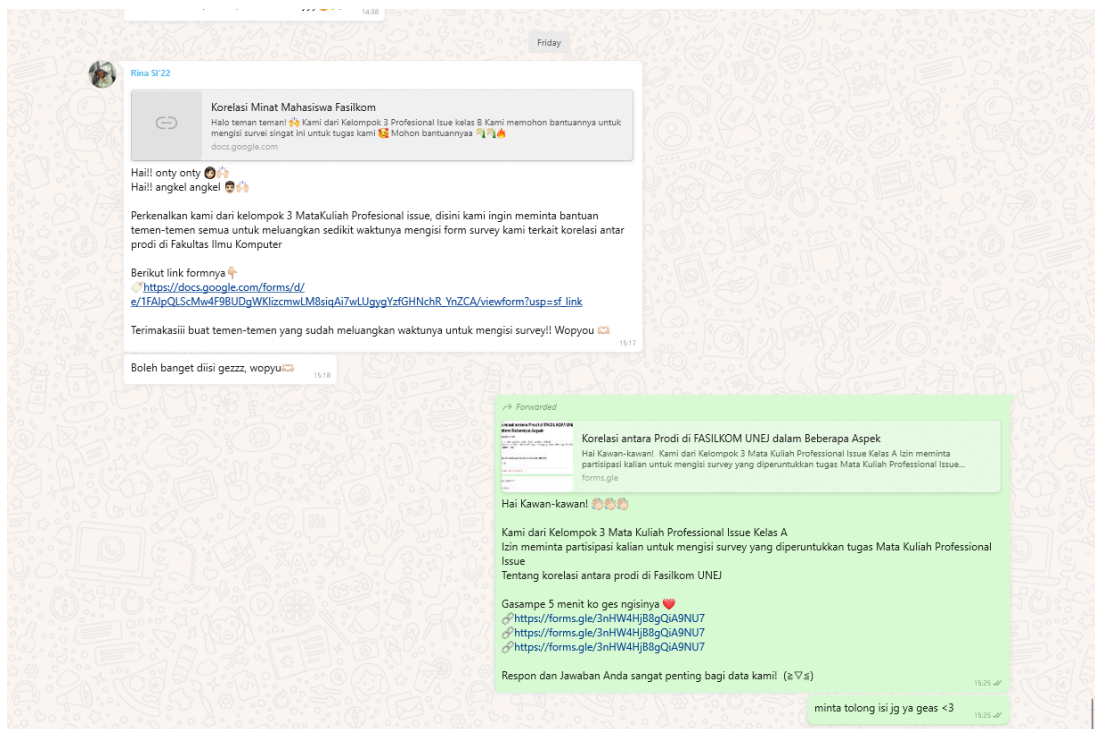 14.38
Friday
Rina SI'22
Korelasi Minat Mahasiswa Fasilkom
Halo teman teman! 🙌🏻 Kami dari Kelompok 3 Profesional Isue kelas B Kami memohon bantuannya untuk
mengisi survei singat ini untuk tugas kami 🥰 Mohon bantuannyaa 💐💐🔥
docs.google.com
Hai!! onty onty 👩🏻🙌🏻
Hai!! angkel angkel 👨🏻🙌🏻
Perkenalkan kami dari kelompok 3 MataKuliah Profesional issue, disini kami ingin meminta bantuan
temen-temen semua untuk meluangkan sedikit waktunya mengisi form survey kami terkait korelasi antar
prodi di Fakultas Ilmu Komputer
Berikut link formnya👇🏻
🏷️https://docs.google.com/forms/d/
e/1FAIpQLScMw4F9BUDgWKlizcmwLM8siqAi7wLUgygYzfGHNchR_YnZCA/viewform?usp=sf_link
Terimakasiii buat temen-temen yang sudah meluangkan waktunya untuk mengisi survey!! Wopyou 🫶🏻
15.17
Boleh banget diisi gezzz, wopyu🫶🏻
15.18
Forwarded
Korelasi antara Prodi di FASILKOM UNEJ dalam Beberapa Aspek
Hai Kawan-kawan! Kami dari Kelompok 3 Mata Kuliah Professional Issue Kelas A Izin meminta
partisipasi kalian untuk mengisi survey yang diperuntukkan tugas Mata Kuliah Professional Issue...
forms.gle
Hai Kawan-kawan! 👏🏻👏🏻👏🏻
Kami dari Kelompok 3 Mata Kuliah Professional Issue Kelas A
Izin meminta partisipasi kalian untuk mengisi survey yang diperuntukkan tugas Mata Kuliah Professional
Issue
Tentang korelasi antara prodi di Fasilkom UNEJ
Gasampe 5 menit ko ges ngisinya ❤️
🔗https://forms.gle/3nHW4HjB8gQiA9NU7
🔗https://forms.gle/3nHW4HjB8gQiA9NU7
🔗https://forms.gle/3nHW4HjB8gQiA9NU7
Respon dan Jawaban Anda sangat penting bagi data kami! (≧∇≦)
15.25
minta tolong isi jg ya geas <3
15.25